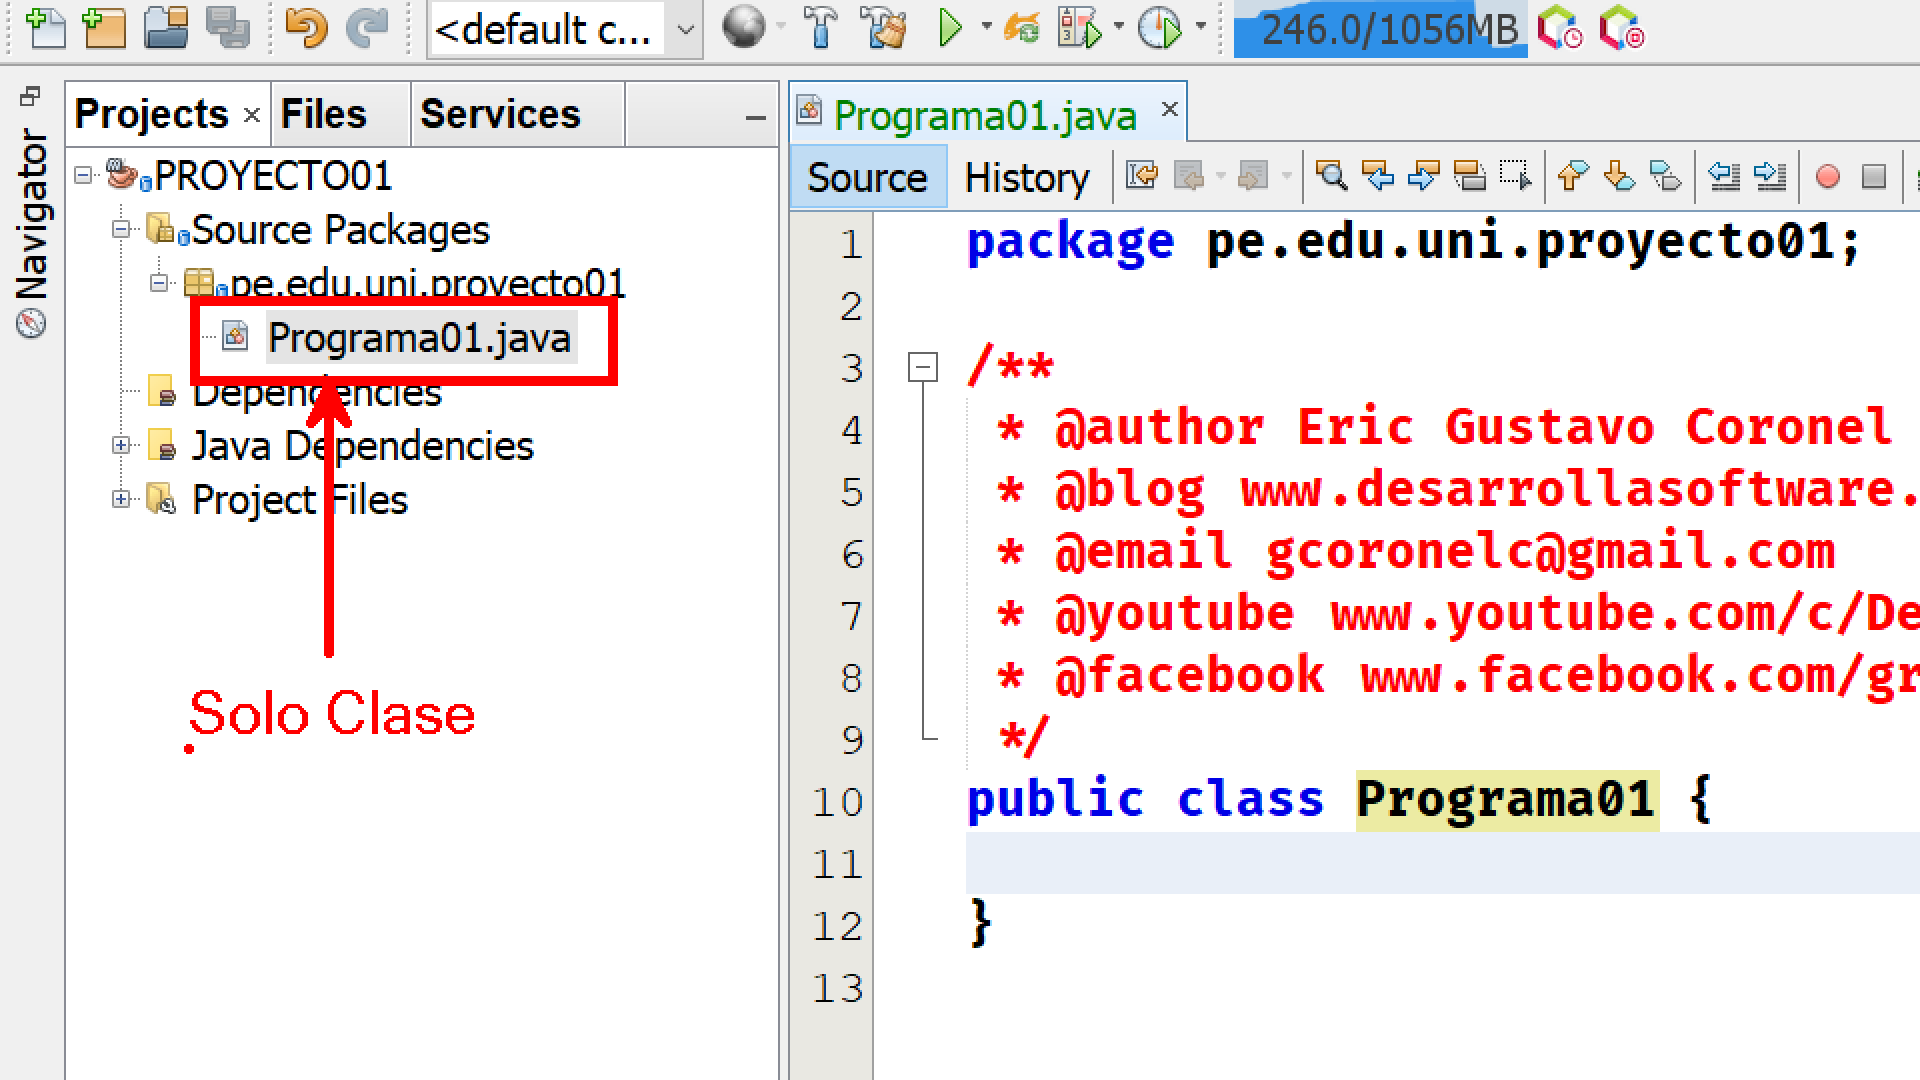 <default c...
246.0/1056MB
Projects
Files
Services
Navigator
PROYECTO01
Source Packages
pe.edu.uni.proyecto01
Programa01.java
Dependencies
Java Dependencies
Project Files
Solo Clase
Programa01.java
Source
History
1 package pe.edu.uni.proyecto01;
2
3 /**
4 * @author Eric Gustavo Coronel
5 * @blog www.desarrollasoftware.
6 * @email gcoronelc@gmail.com
7 * @youtube www.youtube.com/c/De
8 * @facebook www.facebook.com/gr
9 */
10 public class Programa01 {
11
12 }
13